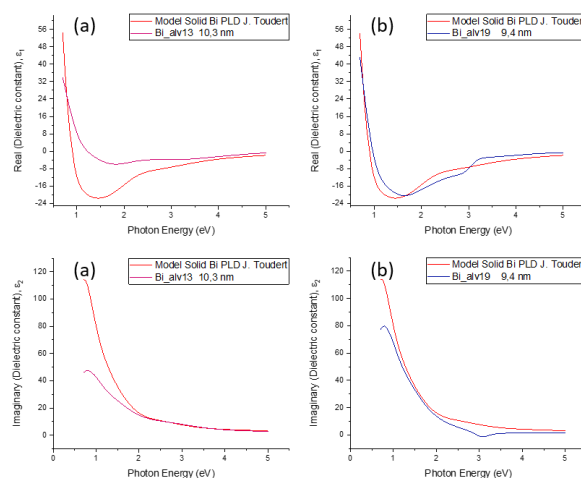 (a)
Model Solid Bi PLD J. Toudert
Bi_alv13 10,3 nm
Real (Dielectric constant), ε1
56
48
40
32
24
16
8
0
-8
-16
-24
1 2 3 4 5
Photon Energy (eV)
(b)
Model Solid Bi PLD J. Toudert
Bi_alv19 9,4 nm
Real (Dielectric constant), ε1
56
48
40
32
24
16
8
0
-8
-16
-24
1 2 3 4 5
Photon Energy (eV)
(a)
Model Solid Bi PLD J. Toudert
Bi_alv13 10,3 nm
Imaginary (Dielectric constant), ε2
120
100
80
60
40
20
0
0 1 2 3 4 5
Photon Energy (eV)
(b)
Model Solid Bi PLD J. Toudert
Bi_alv19 9,4 nm
Imaginary (Dielectric constant), ε2
120
100
80
60
40
20
0
0 1 2 3 4 5
Photon Energy (eV)